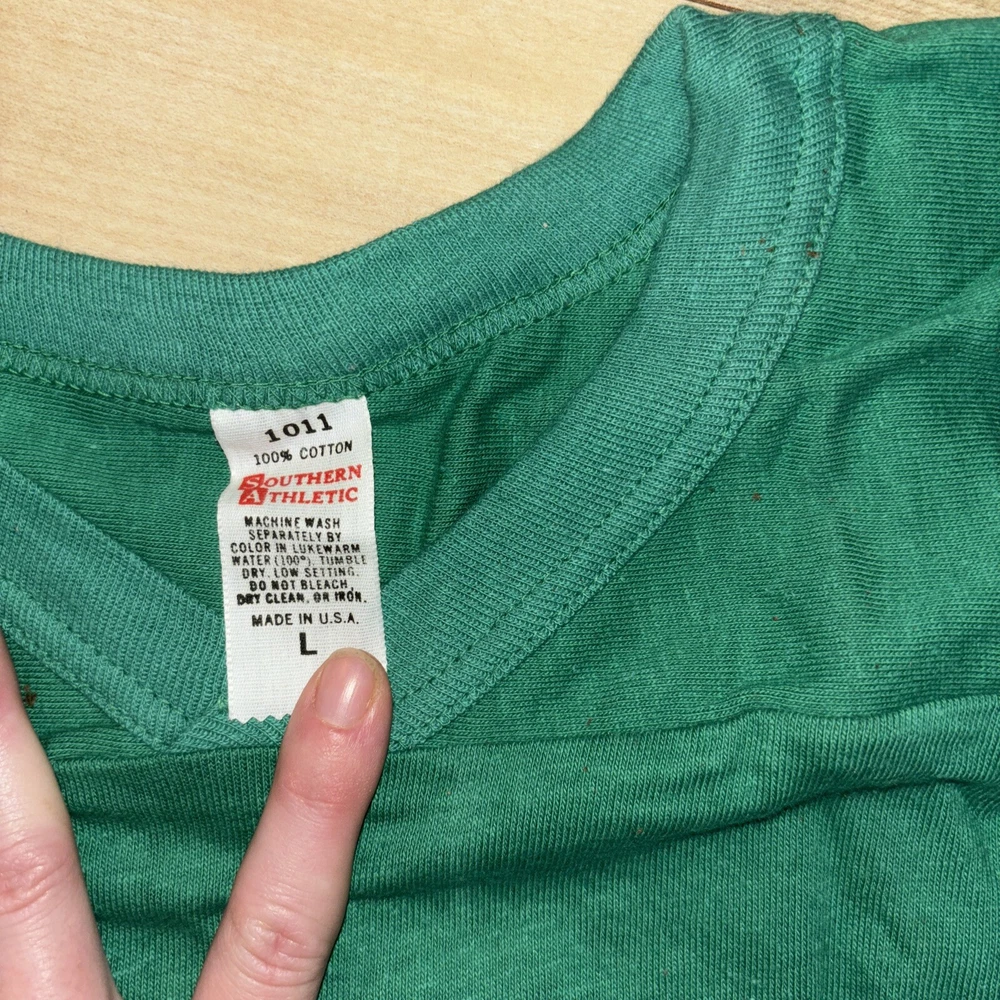 1011
100% COTTON
SOUTHERN
ATHLETIC
MACHINE WASH
SEPARATELY BY
COLOR IN LUKEWARM
WATER (100°). TUMBLE
DRY, LOW SETTING.
DO NOT BLEACH,
DRY CLEAN, OR IRON.
MADE IN U.S.A.
L